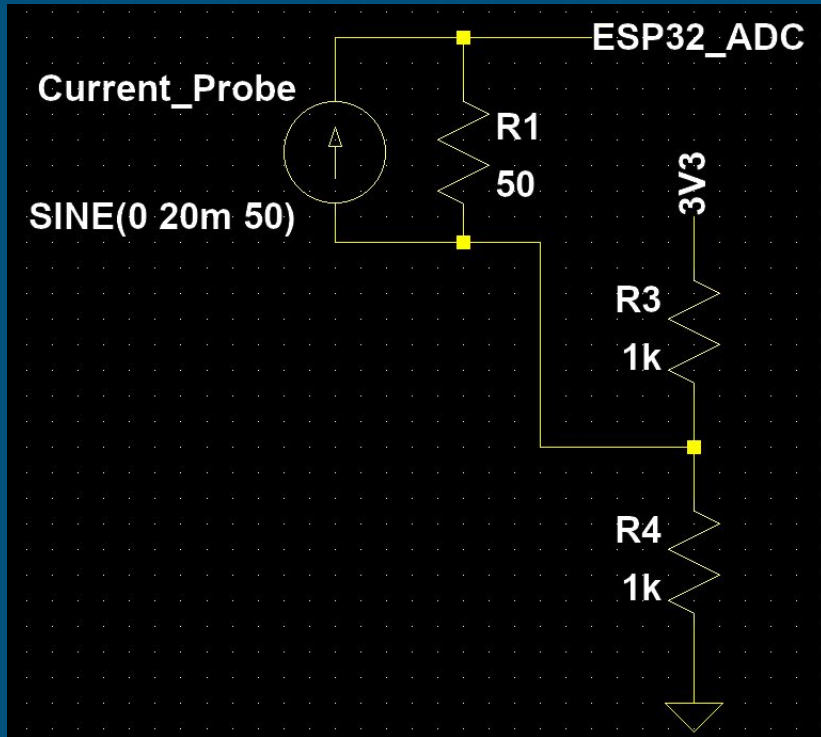 ESP32_ADC
Current_Probe
R1
50
SINE(0 20m 50)
3V3
R3
1k
R4
1k